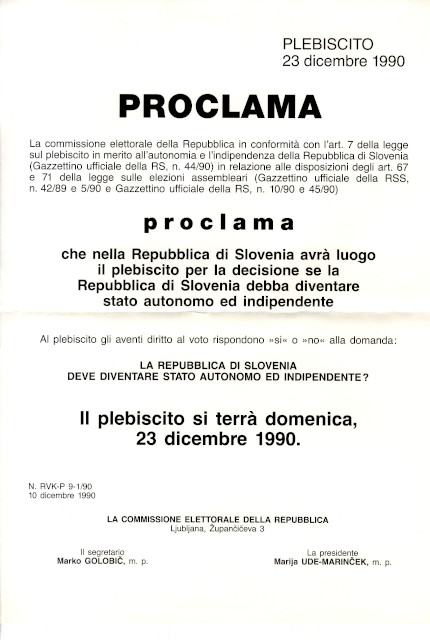 PLEBISCITO
23 dicembre 1990
PROCLAMA
La commissione elettorale della Repubblica in conformità con l'art. 7 della legge
sul plebiscito in merito all'autonomia e l'indipendenza della Repubblica di Slovenia
(Gazzettino ufficiale della RS, n. 44/90) in relazione alle disposizioni degli art. 67
e 71 della legge sulle elezioni assembleari (Gazzettino ufficiale della RSS,
n. 42/89 e 5/90 e Gazzettino ufficiale della RS, n. 10/90 e 45/90)
proclama
che nella Repubblica di Slovenia avrà luogo
il plebiscito per la decisione se la
Repubblica di Slovenia debba diventare
stato autonomo ed indipendente
Al plebiscito gli aventi diritto al voto rispondono »si« o »no« alla domanda:
LA REPUBBLICA DI SLOVENIA
DEVE DIVENTARE STATO AUTONOMO ED INDIPENDENTE?
Il plebiscito si terrà domenica,
23 dicembre 1990.
N. RVK-P 9-1/90
10 dicembre 1990
LA COMMISSIONE ELETTORALE DELLA REPUBBLICA
Ljubljana, Župančičeva 3
Il segretario
Marko GOLOBIČ, m. p.
La presidente
Marija UDE-MARINČEK, m. p.